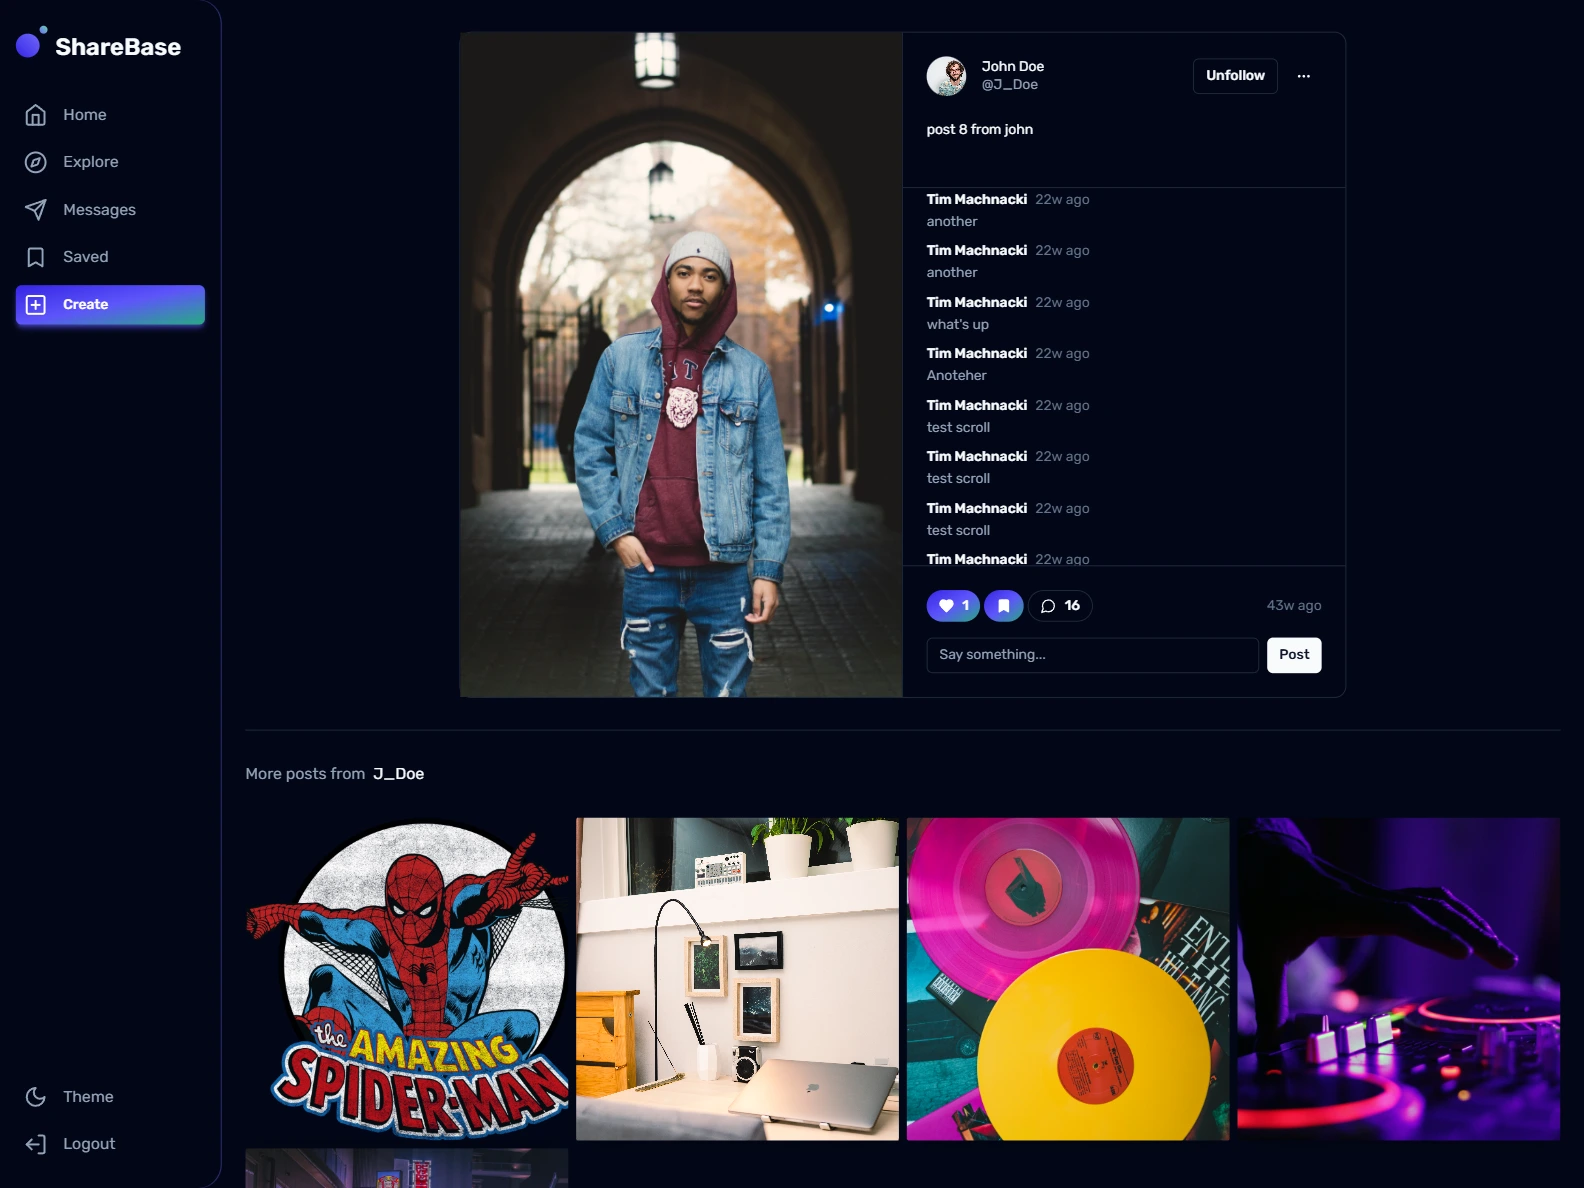 ShareBase
Home
Explore
Messages
Saved
Create
Theme
Logout
John Doe
@J_Doe
Unfollow
post 8 from john
Tim Machnacki 22w ago
another
Tim Machnacki 22w ago
another
Tim Machnacki 22w ago
what's up
Tim Machnacki 22w ago
Anoteher
Tim Machnacki 22w ago
test scroll
Tim Machnacki 22w ago
test scroll
Tim Machnacki 22w ago
test scroll
Tim Machnacki 22w ago
1
16
43w ago
Say something...
Post
More posts from J_Doe
the
AMAZING
SPIDER-MAN